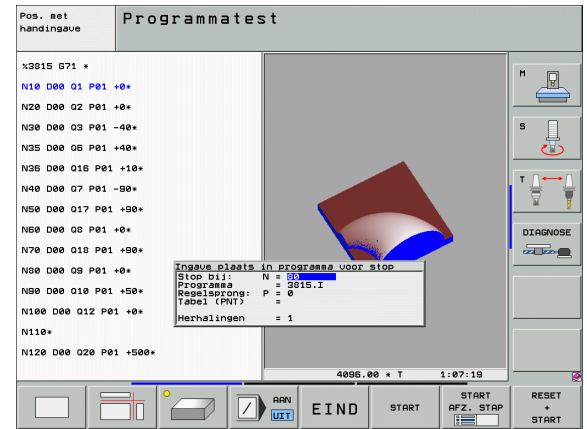 Pos. met
handingave
Programmatest
%3815 G71 *
N10 D00 Q1 P01 +0*
N20 D00 Q2 P01 +0*
N30 D00 Q3 P01 -40*
N35 D00 Q6 P01 +40*
N36 D00 Q16 P01 +10*
N40 D00 Q7 P01 -90*
N50 D00 Q17 P01 +90*
N60 D00 Q8 P01 +0*
N70 D00 Q18 P01 +90*
N80 D00 Q9 P01 +0*
N90 D00 Q10 P01 +50*
N100 D00 Q12 P01 +0*
N110*
N120 D00 Q20 P01 +500*
Ingave plaats in programma voor stop
Stop bij: N = 80
Programma = 3815.I
Regelsprong: P = 0
Tabel (PNT) =
Herhalingen = 1
4096.00 * T 1:07:19
M
S
T
DIAGNOSE
AAN
UIT
EIND
START
START
AFZ. STAP
RESET
+
START